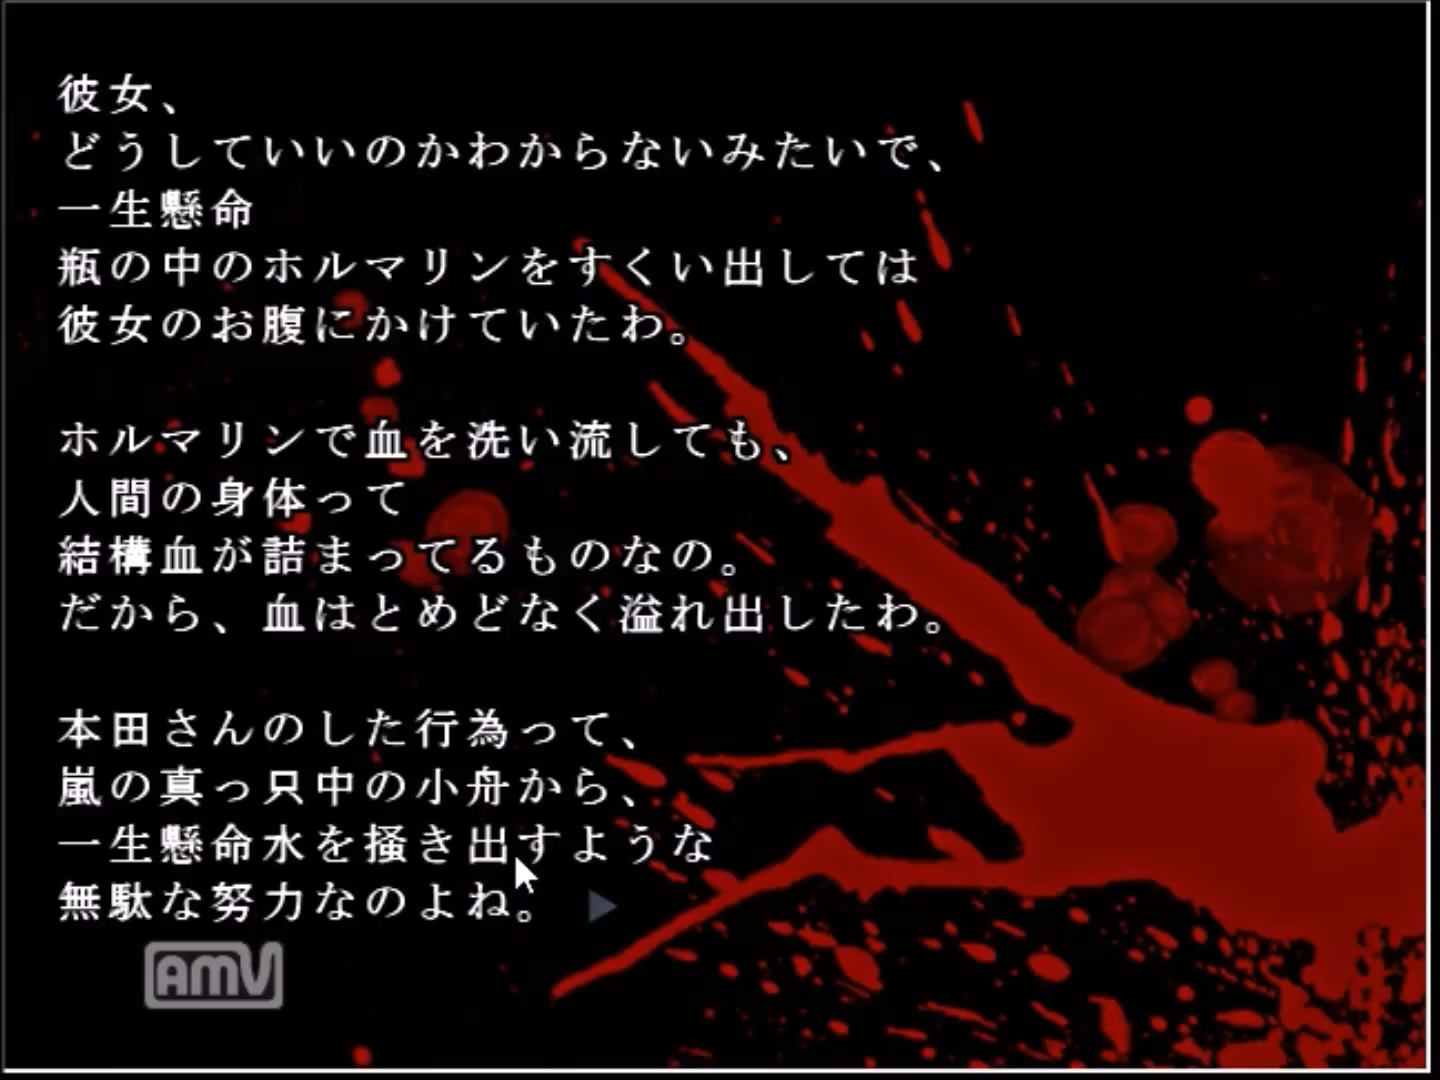 彼女、
どうしていいのかわからないみたいで、
一生懸命
瓶の中のホルマリンをすくい出しては
彼女のお腹にかけていたわ。
ホルマリンで血を洗い流しても、
人間の身体って
結構血が詰まってるものなの。
だから、血はとめどなく溢れ出したわ。
本田さんのした行為って、
嵐の真っ只中の小舟から、
一生懸命水を掻き出すような
無駄な努力なのよね。
AMV